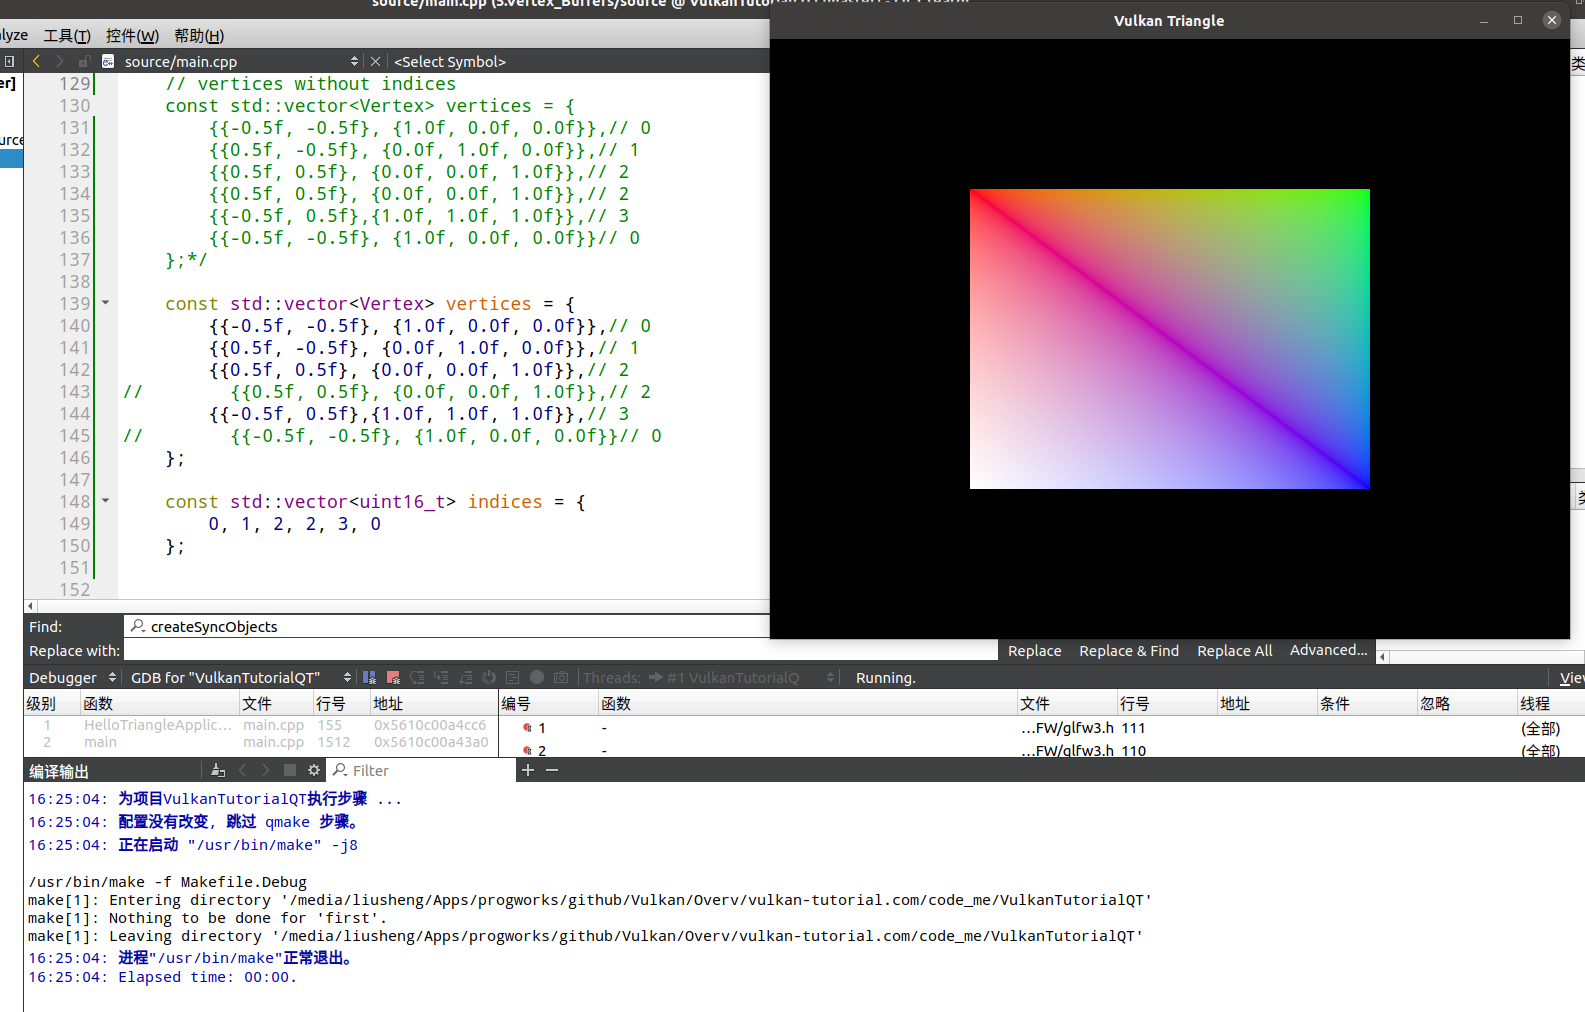 Vulkan Triangle
lyze 工具(T) 控件(W) 帮助(H)
source/main.cpp <Select Symbol>
类
er]
urce
129 // vertices without indices
130 const std::vector<Vertex> vertices = {
131 {{-0.5f, -0.5f}, {1.0f, 0.0f, 0.0f}},// 0
132 {{0.5f, -0.5f}, {0.0f, 1.0f, 0.0f}},// 1
133 {{0.5f, 0.5f}, {0.0f, 0.0f, 1.0f}},// 2
134 {{0.5f, 0.5f}, {0.0f, 0.0f, 1.0f}},// 2
135 {{-0.5f, 0.5f},{1.0f, 1.0f, 1.0f}},// 3
136 {{-0.5f, -0.5f}, {1.0f, 0.0f, 0.0f}}// 0
137 };*/
138
139 const std::vector<Vertex> vertices = {
140 {{-0.5f, -0.5f}, {1.0f, 0.0f, 0.0f}},// 0
141 {{0.5f, -0.5f}, {0.0f, 1.0f, 0.0f}},// 1
142 {{0.5f, 0.5f}, {0.0f, 0.0f, 1.0f}},// 2
143 // {{0.5f, 0.5f}, {0.0f, 0.0f, 1.0f}},// 2
144 {{-0.5f, 0.5f},{1.0f, 1.0f, 1.0f}},// 3
145 // {{-0.5f, -0.5f}, {1.0f, 0.0f, 0.0f}}// 0
146 };
147
148 const std::vector<uint16_t> indices = {
149 0, 1, 2, 2, 3, 0
150 };
151
152
Find: createSyncObjects
Replace with: Replace Replace & Find Replace All Advanced...
Debugger GDB for "VulkanTutorialQT" Threads: #1 VulkanTutorialQ Running. View
级别 函数 文件 行号 地址 编号 函数 文件 行号 地址 条件 忽略 线程
1 HelloTriangleApplic... main.cpp 155 0x5610c00a4cc6 1 - ...FW/glfw3.h 111 (全部)
2 main main.cpp 1512 0x5610c00a43a0 2 - ...FW/glfw3.h 110 (全部)
编译输出 Filter
16:25:04: 为项目VulkanTutorialQT执行步骤 ...
16:25:04: 配置没有改变, 跳过 qmake 步骤。
16:25:04: 正在启动 "/usr/bin/make" -j8
/usr/bin/make -f Makefile.Debug
make[1]: Entering directory '/media/liusheng/Apps/progworks/github/Vulkan/Overv/vulkan-tutorial.com/code_me/VulkanTutorialQT'
make[1]: Nothing to be done for 'first'.
make[1]: Leaving directory '/media/liusheng/Apps/progworks/github/Vulkan/Overv/vulkan-tutorial.com/code_me/VulkanTutorialQT'
16:25:04: 进程"/usr/bin/make"正常退出。
16:25:04: Elapsed time: 00:00.